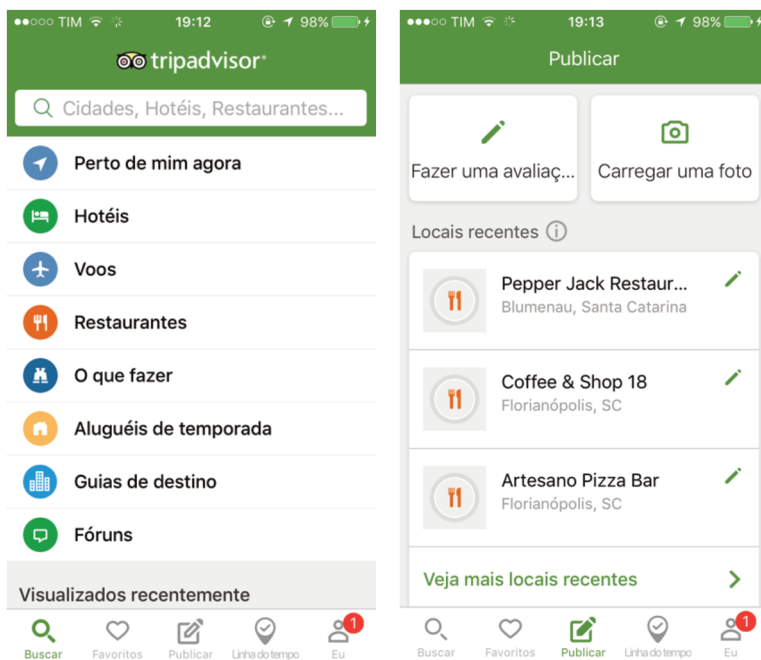 TIM 19:12 98%
tripadvisor
Cidades, Hotéis, Restaurantes...
Perto de mim agora
Hotéis
Voos
Restaurantes
O que fazer
Aluguéis de temporada
Guias de destino
Fóruns
Visualizados recentemente
1
Buscar Favoritos Publicar Linha do tempo Eu
TIM 19:13 98%
Publicar
Fazer uma avaliaç... Carregar uma foto
Locais recentes
Pepper Jack Restaur...
Blumenau, Santa Catarina
Coffee & Shop 18
Florianópolis, SC
Artesano Pizza Bar
Florianópolis, SC
Veja mais locais recentes
1
Buscar Favoritos Publicar Linha do tempo Eu